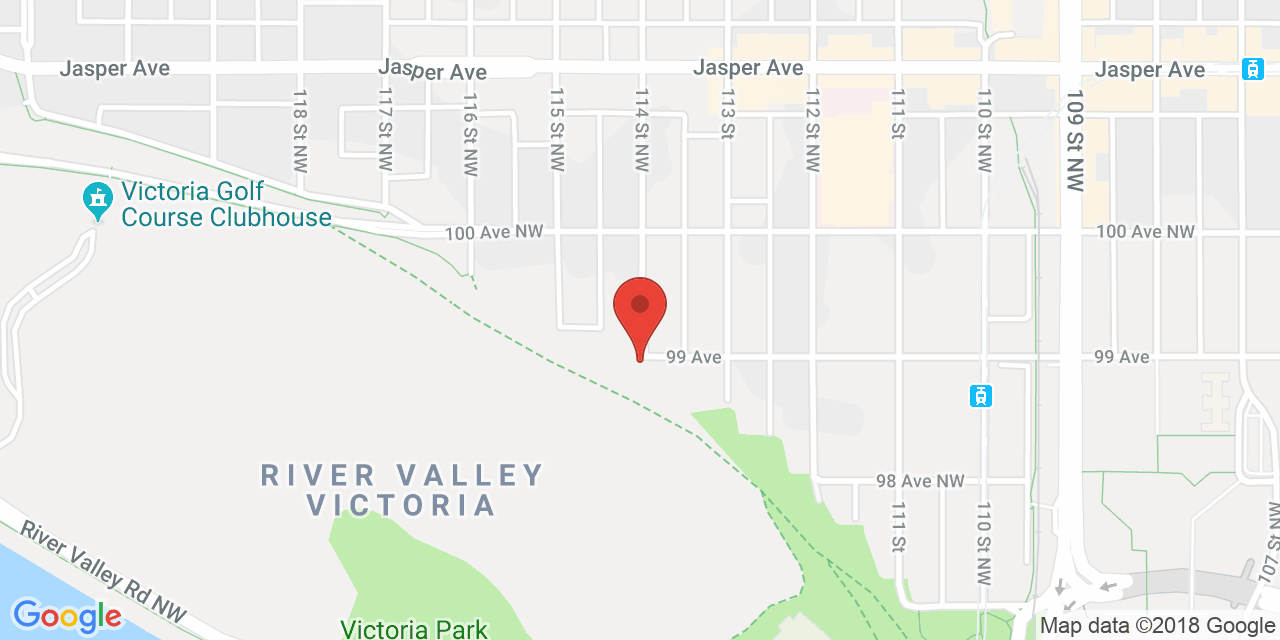 Jasper Ave
Jasper Ave
Jasper Ave
Jasper Ave
118 St NW
117 St NW
116 St NW
115 St NW
114 St NW
113 St
112 St NW
111 St
110 St NW
109 St NW
Victoria Golf
Course Clubhouse
100 Ave NW
100 Ave NW
99 Ave
99 Ave
RIVER VALLEY
VICTORIA
98 Ave NW
111 St
110 St NW
107 St NW
River Valley Rd NW
Victoria Park
Google
Map data ©2018 Google